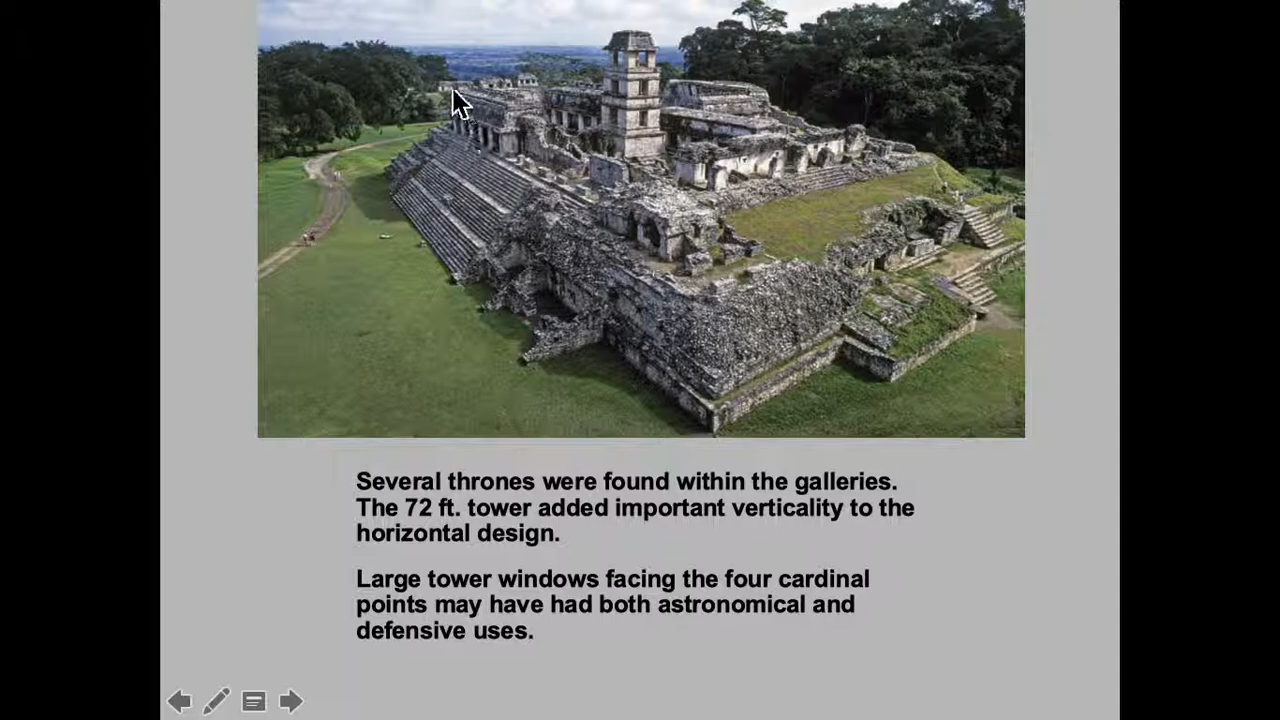 Several thrones were found within the galleries.
The 72 ft. tower added important verticality to the
horizontal design.
Large tower windows facing the four cardinal
points may have had both astronomical and
defensive uses.